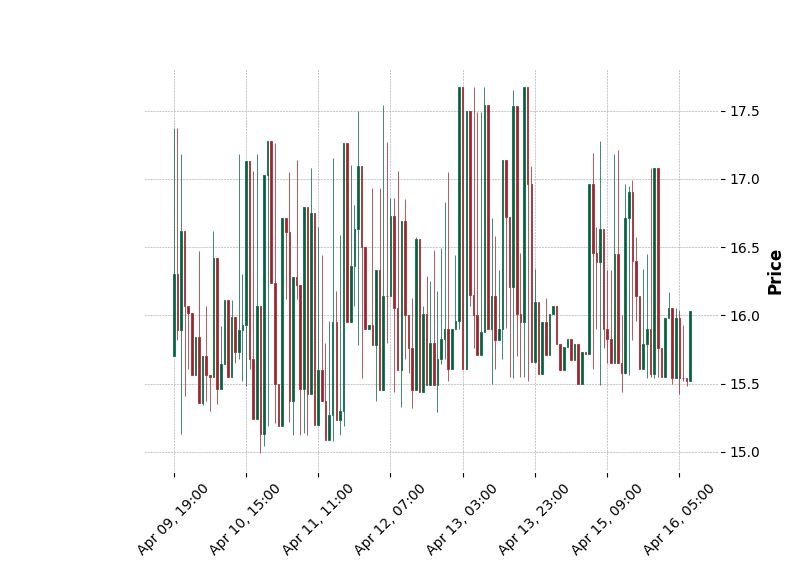 17.5
17.0
16.5
16.0
15.5
15.0
Price
Apr 09, 19:00
Apr 10, 15:00
Apr 11, 11:00
Apr 12, 07:00
Apr 13, 03:00
Apr 13, 23:00
Apr 15, 09:00
Apr 16, 05:00